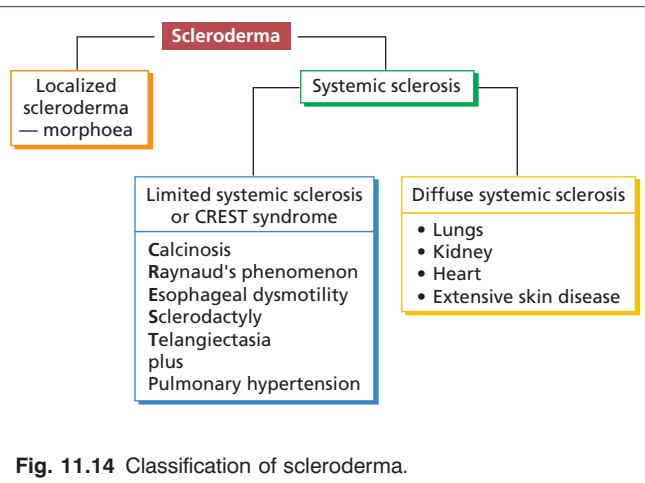 Scleroderma
Localized
scleroderma
— morphoea
Systemic sclerosis
Limited systemic sclerosis
or CREST syndrome
Calcinosis
Raynaud's phenomenon
Esophageal dysmotility
Sclerodactyly
Telangiectasia
plus
Pulmonary hypertension
Diffuse systemic sclerosis
• Lungs
• Kidney
• Heart
• Extensive skin disease
Fig. 11.14 Classification of scleroderma.